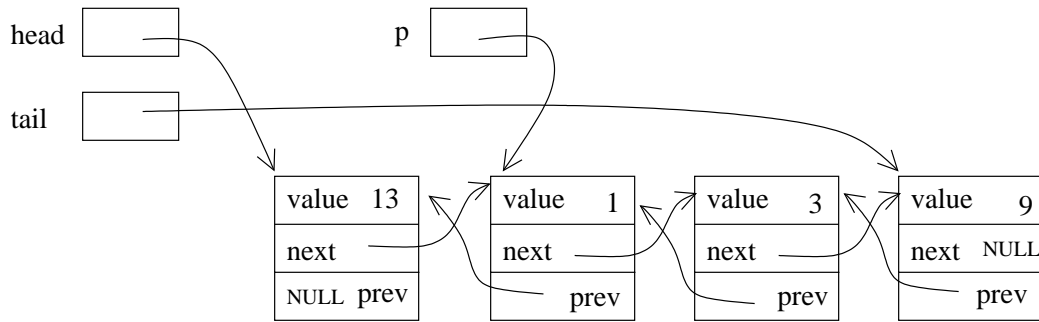 head
p
tail
value 13
value 1
value 3
value 9
next
next
next
next NULL
NULL prev
prev
prev
prev